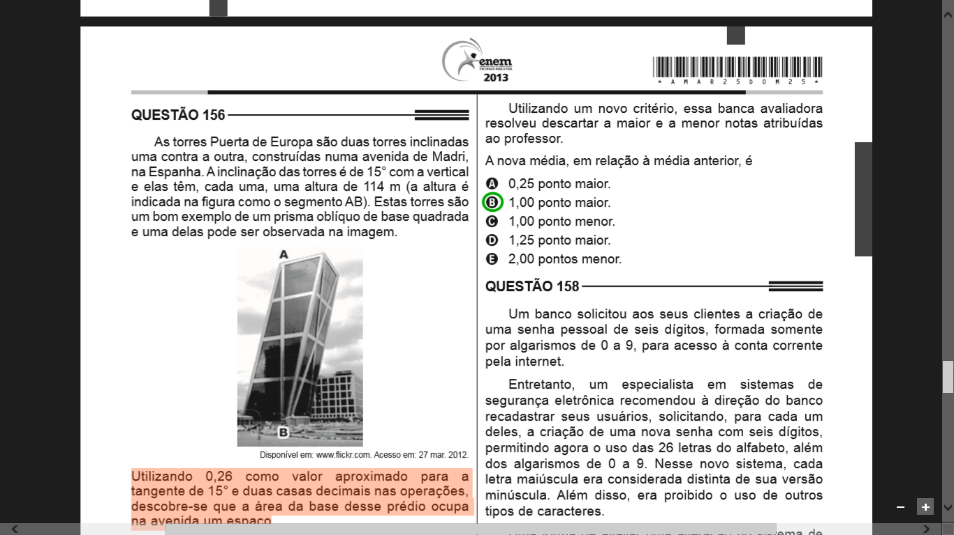 enem
2013
*AMAR25DOM25*
QUESTÃO 156
As torres Puerta de Europa são duas torres inclinadas
uma contra a outra, construídas numa avenida de Madri,
na Espanha. A inclinação das torres é de 15° com a vertical
e elas têm, cada uma, uma altura de 114 m (a altura é
indicada na figura como o segmento AB). Estas torres são
um bom exemplo de um prisma oblíquo de base quadrada
e uma delas pode ser observada na imagem.
A
B
Disponível em: www.flickr.com. Acesso em: 27 mar. 2012.
Utilizando 0,26 como valor aproximado para a
tangente de 15° e duas casas decimais nas operações,
descobre-se que a área da base desse prédio ocupa
na avenida um espaço
Utilizando um novo critério, essa banca avaliadora
resolveu descartar a maior e a menor notas atribuídas
ao professor.
A nova média, em relação à média anterior, é
A 0,25 ponto maior.
B 1,00 ponto maior.
C 1,00 ponto menor.
D 1,25 ponto maior.
E 2,00 pontos menor.
QUESTÃO 158
Um banco solicitou aos seus clientes a criação de
uma senha pessoal de seis dígitos, formada somente
por algarismos de 0 a 9, para acesso à conta corrente
pela internet.
Entretanto, um especialista em sistemas de
segurança eletrônica recomendou à direção do banco
recadastrar seus usuários, solicitando, para cada um
deles, a criação de uma nova senha com seis dígitos,
permitindo agora o uso das 26 letras do alfabeto, além
dos algarismos de 0 a 9. Nesse novo sistema, cada
letra maiúscula era considerada distinta de sua versão
minúscula. Além disso, era proibido o uso de outros
tipos de caracteres.